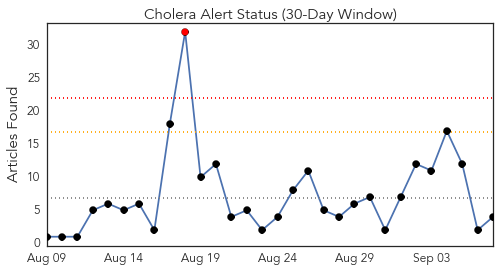 Cholera Alert Status (30-Day Window)
Articles Found
30
25
20
15
10
5
0
Aug 09 Aug 14 Aug 19 Aug 24 Aug 29 Sep 03